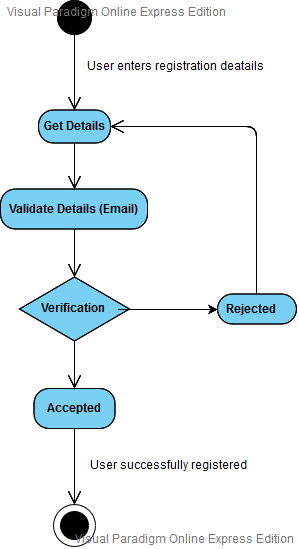 Visual Paradigm Online Express Edition
User enters registration deatails
Get Details
Validate Details (Email)
Verification
Rejected
Accepted
User successfully registered
Visual Paradigm Online Express Edition